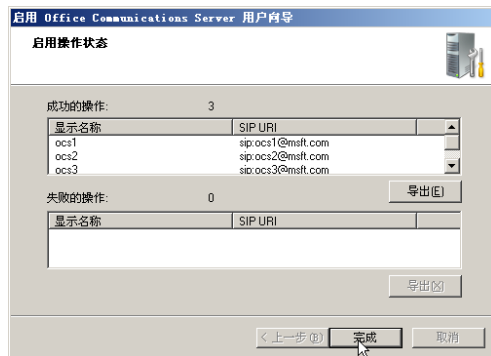 启用 Office Communications Server 用户向导
启用操作状态
成功的操作: 3
显示名称 SIP URI
ocs1 sip:ocs1@msft.com
ocs2 sip:ocs2@msft.com
ocs3 sip:ocs3@msft.com
导出(E)
失败的操作: 0
显示名称 SIP URI
导出(X)
< 上一步(B) 完成 取消